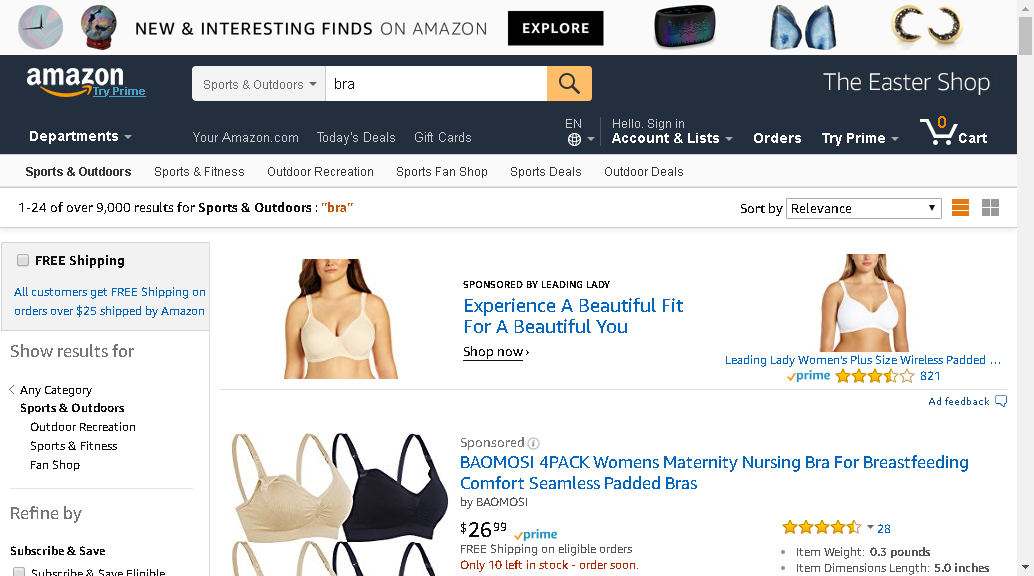 NEW & INTERESTING FINDS ON AMAZON EXPLORE
amazon
Try Prime
Sports & Outdoors bra
The Easter Shop
Departments Your Amazon.com Today's Deals Gift Cards
EN
Hello. Sign in
Account & Lists Orders Try Prime 0 Cart
Sports & Outdoors Sports & Fitness Outdoor Recreation Sports Fan Shop Sports Deals Outdoor Deals
1-24 of over 9,000 results for Sports & Outdoors : "bra"
Sort by Relevance
FREE Shipping
All customers get FREE Shipping on
orders over $25 shipped by Amazon
Show results for
Any Category
Sports & Outdoors
Outdoor Recreation
Sports & Fitness
Fan Shop
Refine by
Subscribe & Save
Subscribe & Save Eligible
SPONSORED BY LEADING LADY
Experience A Beautiful Fit
For A Beautiful You
Shop now ›
Leading Lady Women's Plus Size Wireless Padded ...
prime 821
Ad feedback
Sponsored
BAOMOSI 4PACK Womens Maternity Nursing Bra For Breastfeeding
Comfort Seamless Padded Bras
by BAOMOSI
$26 99 prime
FREE Shipping on eligible orders
Only 10 left in stock - order soon.
28
• Item Weight: 0.3 pounds
• Item Dimensions Length: 5.0 inches